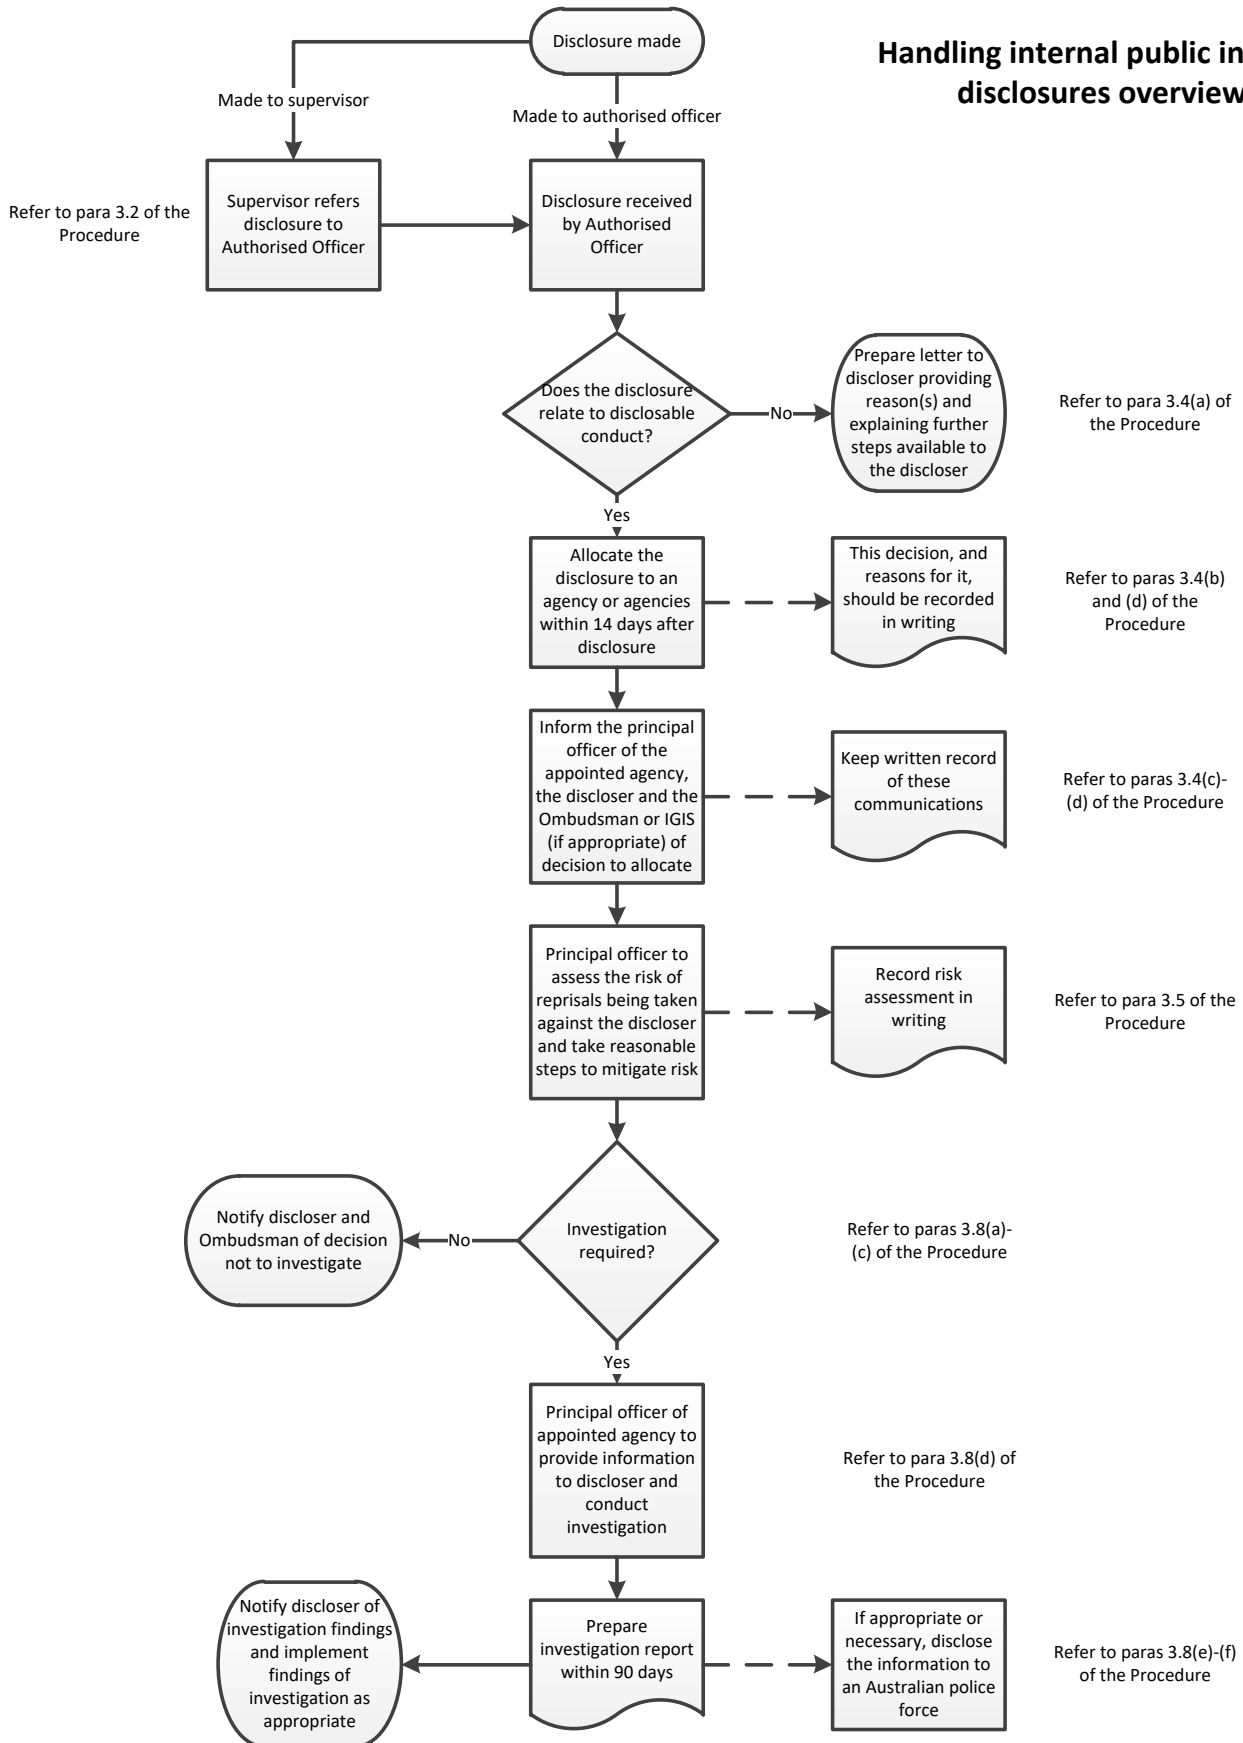 Disclosure made
Handling internal public in
disclosures overview
Made to supervisor
Made to authorised officer
Refer to para 3.2 of the
Procedure
Supervisor refers
disclosure to
Authorised Officer
Disclosure received
by Authorised
Officer
Does the disclosure
relate to disclosable
conduct?
No
Prepare letter to
discloser providing
reason(s) and
explaining further
steps available to
the discloser
Refer to para 3.4(a) of
the Procedure
Yes
Allocate the
disclosure to an
agency or agencies
within 14 days after
disclosure
This decision, and
reasons for it,
should be recorded
in writing
Refer to paras 3.4(b)
and (d) of the
Procedure
Inform the principal
officer of the
appointed agency,
the discloser and the
Ombudsman or IGIS
(if appropriate) of
decision to allocate
Keep written record
of these
communications
Refer to paras 3.4(c)-
(d) of the Procedure
Principal officer to
assess the risk of
reprisals being taken
against the discloser
and take reasonable
steps to mitigate risk
Record risk
assessment in
writing
Refer to para 3.5 of the
Procedure
Notify discloser and
Ombudsman of decision
not to investigate
No
Investigation
required?
Refer to paras 3.8(a)-
(c) of the Procedure
Yes
Principal officer of
appointed agency to
provide information
to discloser and
conduct
investigation
Refer to para 3.8(d) of
the Procedure
Notify discloser of
investigation findings
and implement
findings of
investigation as
appropriate
Prepare
investigation report
within 90 days
If appropriate or
necessary, disclose
the information to
an Australian police
force
Refer to paras 3.8(e)-(f)
of the Procedure